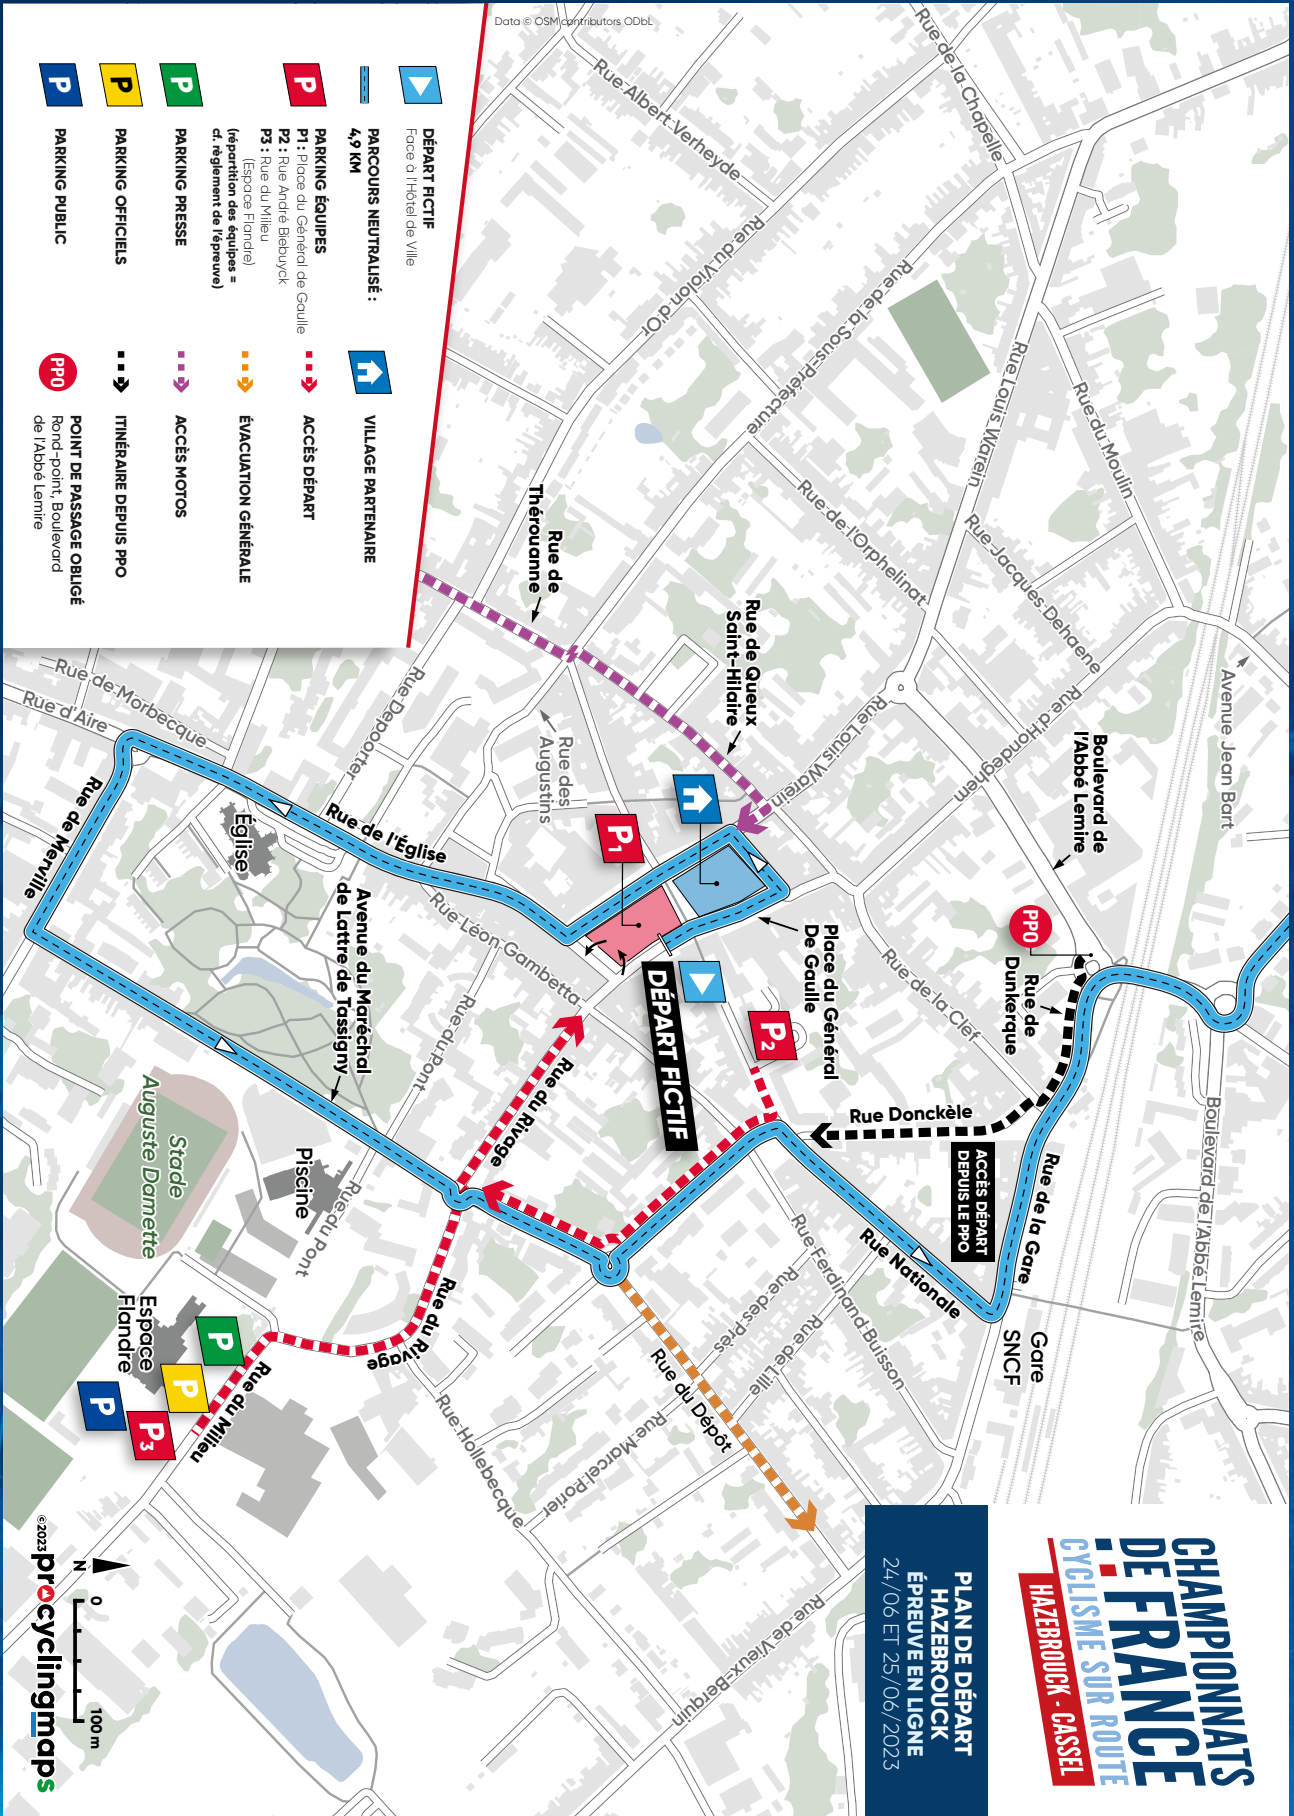 CHAMPIONNATS
DE FRANCE
CYCLISME SUR ROUTE
HAZEBROUCK - CASSEL
PLAN DE DÉPART
HAZEBROUCK
ÉPREUVE EN LIGNE
24/06 ET 25/06/2023
Data © OSM contributors ODbL
DÉPART FICTIF
Face à l'Hôtel de Ville
PARCOURS NEUTRALISÉ :
4,9 KM
P
PARKING ÉQUIPES
P1 : Place du Général de Gaulle
P2 : Rue André Biebuyck
P3 : Rue du Milieu
(Espace Flandre)
(répartition des équipes =
cf. règlement de l'épreuve)
P
PARKING PRESSE
P
PARKING OFFICIELS
P
PARKING PUBLIC
VILLAGE PARTENAIRE
ACCÈS DÉPART
ÉVACUATION GÉNÉRALE
ACCÈS MOTOS
ITINÉRAIRE DEPUIS PPO
PPO
POINT DE PASSAGE OBLIGÉ
Rond-point, Boulevard
de l'Abbé Lemire
Rue de la Chapelle
Rue Albert Verheyde
Rue du Violon d'Or
Rue de la Sous-Préfecture
Rue Louis Warein
Rue du Moulin
Rue de l'Orphelinat
Rue Jacques Dehaene
Rue d'Hondeghem
Avenue Jean Bart
Rue de
Thérouanne
Rue de Queux
Saint-Hilaire
Rue Louis Warein
Boulevard de
l'Abbé Lemire
Rue des
Augustins
Rue Depoorter
Rue de Morbecque
Rue d'Aire
Rue de Merville
Rue de l'Église
Église
Avenue du Maréchal
de Lattre de Tassigny
Rue Léon Gambetta
P1
Place du Général
De Gaulle
DÉPART FICTIF
P2
Rue de la Clef
PPO
Rue de
Dunkerque
Rue Donckèle
ACCÈS DÉPART
DEPUIS LE PPO
Rue de la Gare
Boulevard de l'Abbé Lemire
Gare
SNCF
Rue Nationale
Rue Ferdinand Buisson
Rue des Prés
Rue de Lille
Rue du Dépôt
Rue Marcel Porier
Rue Hollebecque
Rue de Vieux-Berquin
Rue du Pont
Rue du Rivage
Rue du Rivage
Rue du Pont
Piscine
Stade
Auguste Damette
Espace
Flandre
P
P
P
P3
Rue du Milieu
N
0
100 m
©2023 procyclingmaps